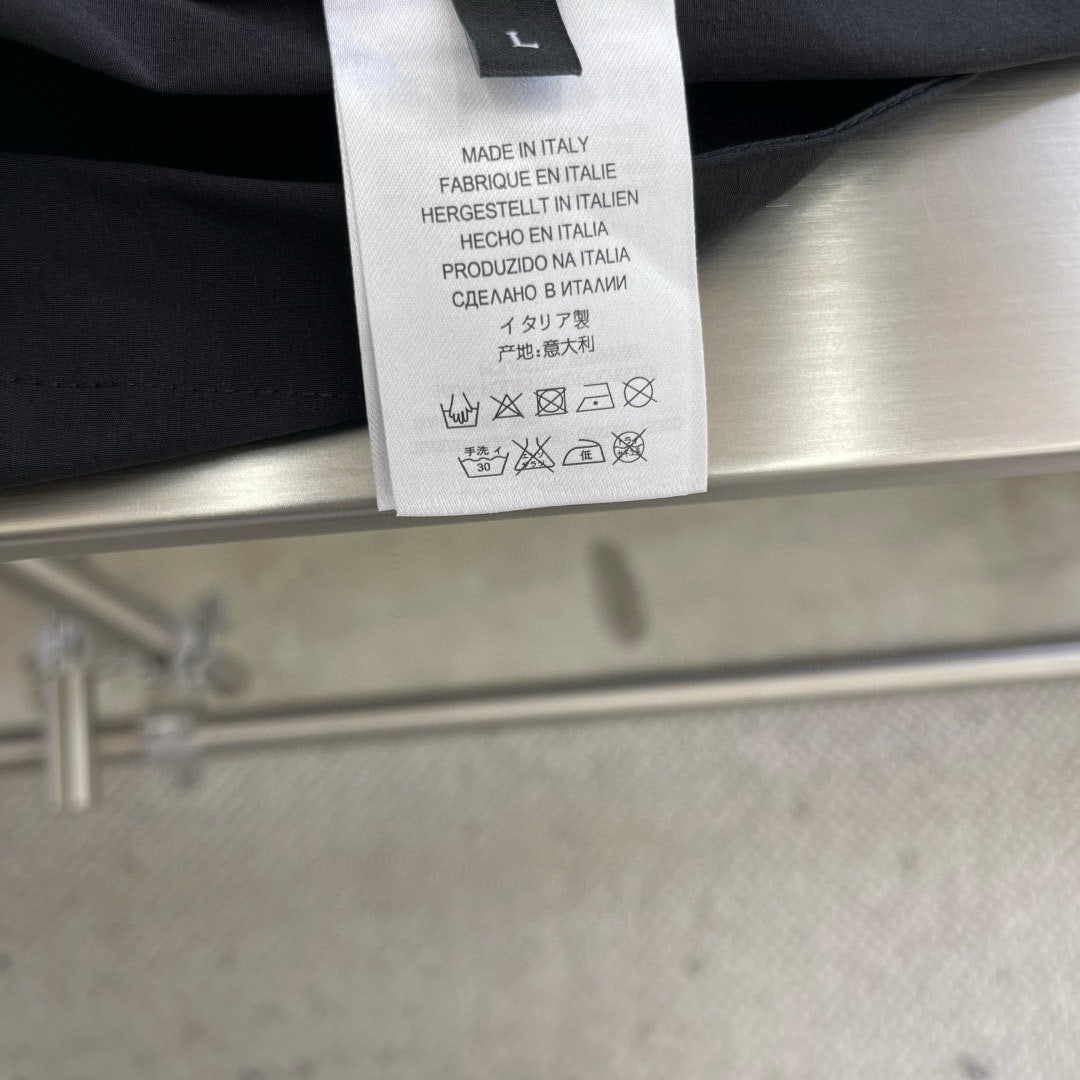 L
MADE IN ITALY
FABRIQUE EN ITALIE
HERGESTELLT IN ITALIEN
HECHO EN ITALIA
PRODUZIDO NA ITALIA
СДЕЛАНО В ИТАЛИИ
イタリア製
产地:意大利
手洗イ
30
低